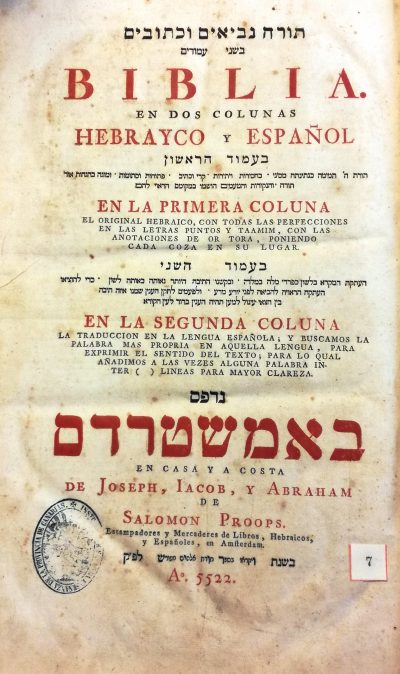 תורה נביאים וכתובים
בשני עמודים
BIBLIA.
EN DOS COLUNAS
HEBRAYCO Y ESPAÑOL
בעמוד הראשון
EN LA PRIMERA COLUNA
EL ORIGINAL HEBRAICO, CON TODAS LAS PERFECCIONES
EN LAS LETRAS PUNTOS Y TAAMIM, CON LAS
ANOTACIONES DE OR TORA, PONIENDO
CADA COZA EN SU LUGAR.
בעמוד השני
EN LA SEGUNDA COLUNA
LA TRADUCCION EN LA LENGUA ESPAÑOLA; Y BUSCAMOS LA
PALABRA MAS PROPRIA EN AQUELLA LENGUA, PARA
EXPRIMIR EL SENTIDO DEL TEXTO; PARA LO QUAL
AÑADIMOS A LAS VEZES ALGUNA PALABRA IN-
TER ( ) LINEAS PARA MAYOR CLAREZA.
נדפס
באמשטרדם
EN CASA Y A COSTA
DE JOSEPH, IACOB, Y ABRAHAM
DE
SALOMON PROOPS.
Estampadores y Mercaderes de Libros, Hebraicos,
y Españoles, en Amsterdam.
Aº. 5522.
7